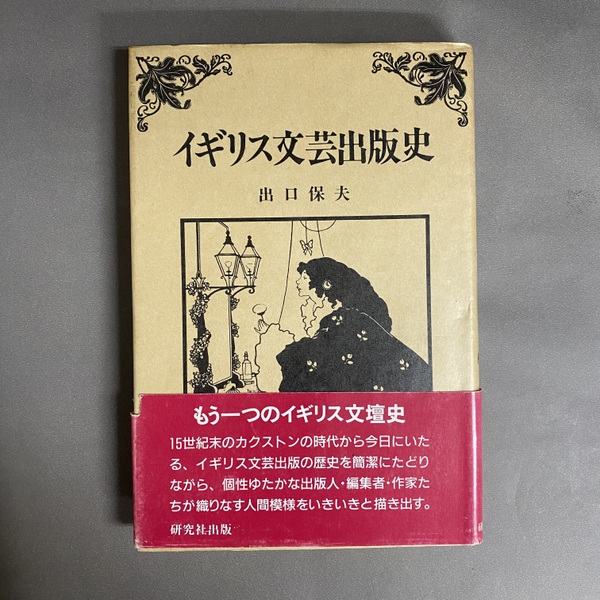 イギリス文芸出版史
出口保夫
もう一つのイギリス文壇史
15世紀末のカクストンの時代から今日にいた
る、イギリス文芸出版の歴史を簡潔にたどり
ながら、個性ゆたかな出版人・編集者・作家た
ちが織りなす人間模様をいきいきと描き出す。
研究社出版